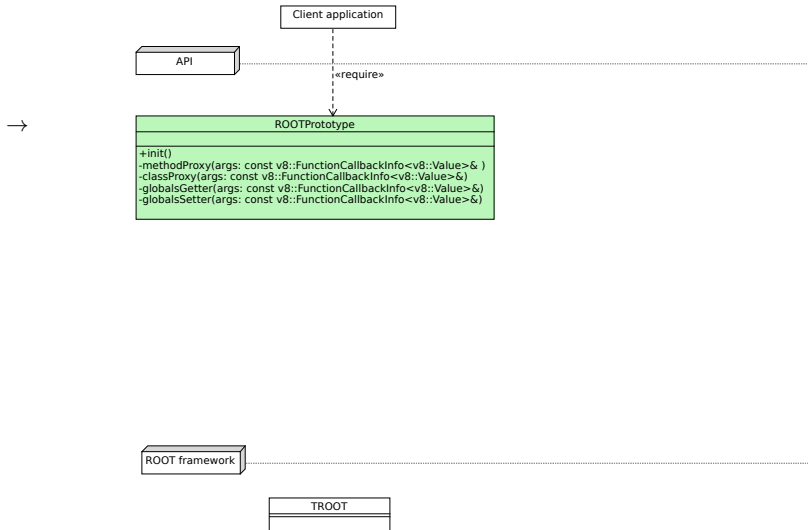 Client application
API
«require»
→
ROOTPrototype
+init()
-methodProxy(args: const v8::FunctionCallbackInfo<v8::Value>& )
-classProxy(args: const v8::FunctionCallbackInfo<v8::Value>&)
-globalsGetter(args: const v8::FunctionCallbackInfo<v8::Value>&)
-globalsSetter(args: const v8::FunctionCallbackInfo<v8::Value>&)
ROOT framework
TROOT